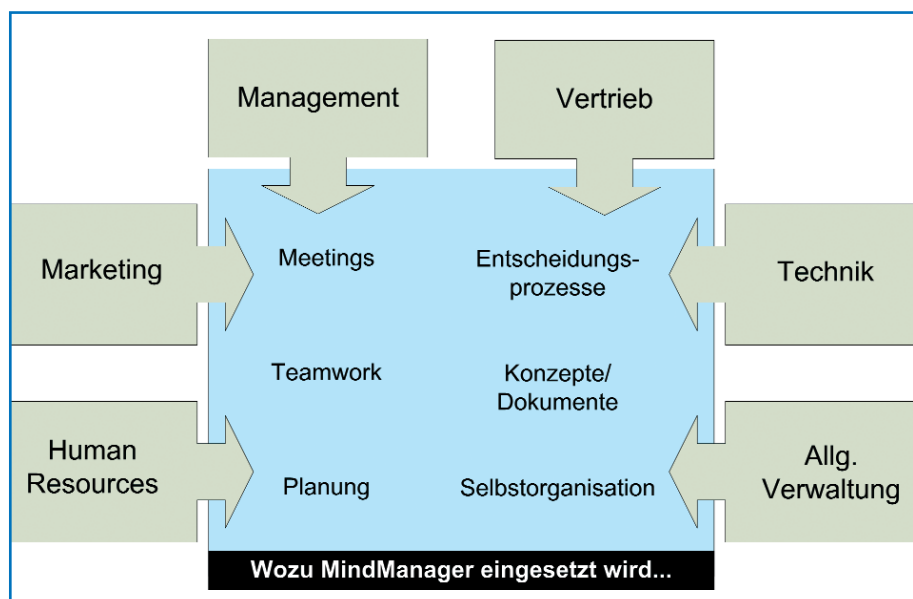 Management
Vertrieb
Marketing
Meetings
Entscheidungs-
prozesse
Technik
Teamwork
Konzepte/
Dokumente
Human
Resources
Planung
Selbstorganisation
Allg.
Verwaltung
Wozu MindManager eingesetzt wird...